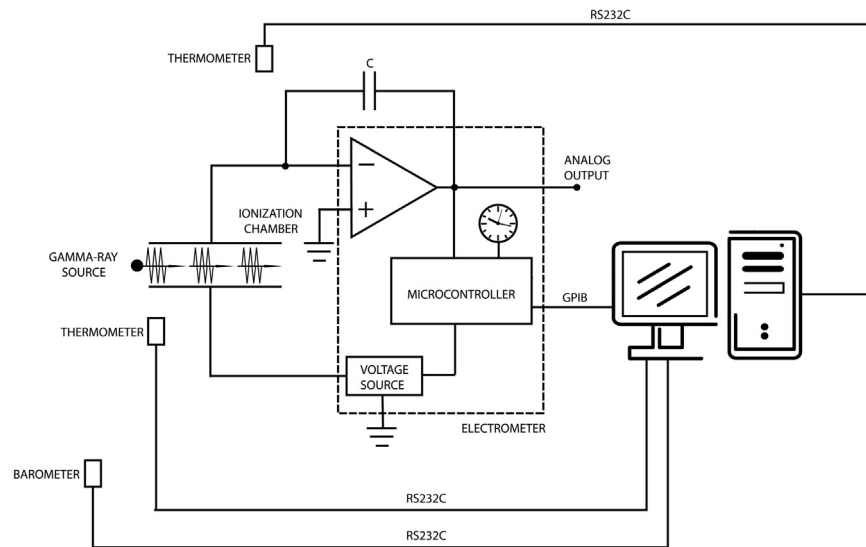 RS232C
THERMOMETER
C
ANALOG
OUTPUT
−
+
IONIZATION
CHAMBER
GAMMA-RAY
SOURCE
MICROCONTROLLER
GPIB
THERMOMETER
VOLTAGE
SOURCE
ELECTROMETER
BAROMETER
RS232C
RS232C